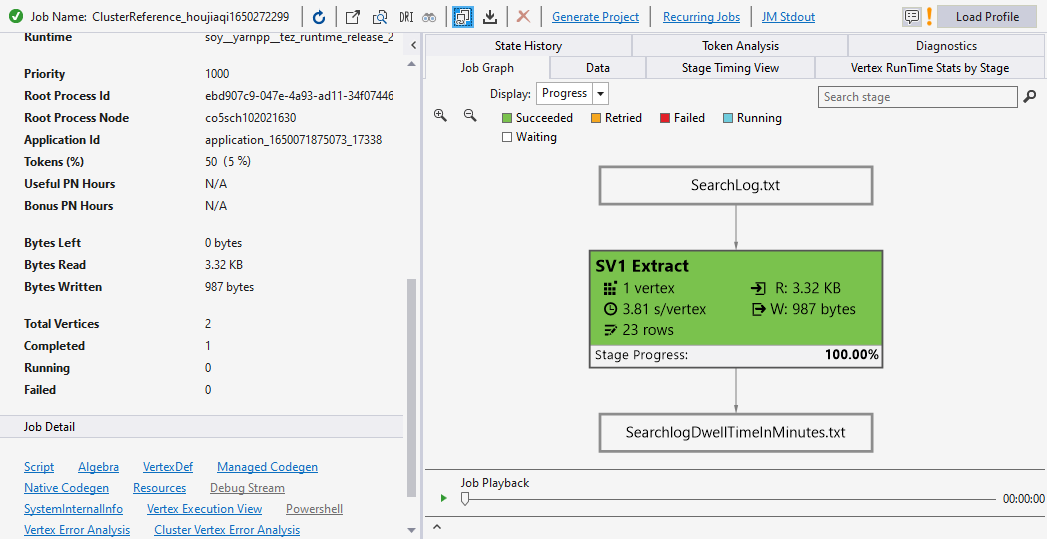 Job Name: ClusterReference_houjiaqi1650272299 DRI Generate Project Recurring Jobs JM Stdout Load Profile
Runtime soy__yarnpp__tez_runtime_release_2
Priority 1000
Root Process Id ebd907c9-047e-4a93-ad11-34f07446
Root Process Node co5sch102021630
Application Id application_1650071875073_17338
Tokens (%) 50 (5 %)
Useful PN Hours N/A
Bonus PN Hours N/A
Bytes Left 0 bytes
Bytes Read 3.32 KB
Bytes Written 987 bytes
Total Vertices 2
Completed 1
Running 0
Failed 0
Job Detail
Script Algebra VertexDef Managed Codegen
Native Codegen Resources Debug Stream
SystemInternalInfo Vertex Execution View Powershell
Vertex Error Analysis Cluster Vertex Error Analysis
State History Token Analysis Diagnostics
Job Graph Data Stage Timing View Vertex RunTime Stats by Stage
Display: Progress Search stage
Succeeded Retried Failed Running
Waiting
SearchLog.txt
SV1 Extract
1 vertex R: 3.32 KB
3.81 s/vertex W: 987 bytes
23 rows
Stage Progress: 100.00%
SearchlogDwellTimeInMinutes.txt
Job Playback
00:00:00